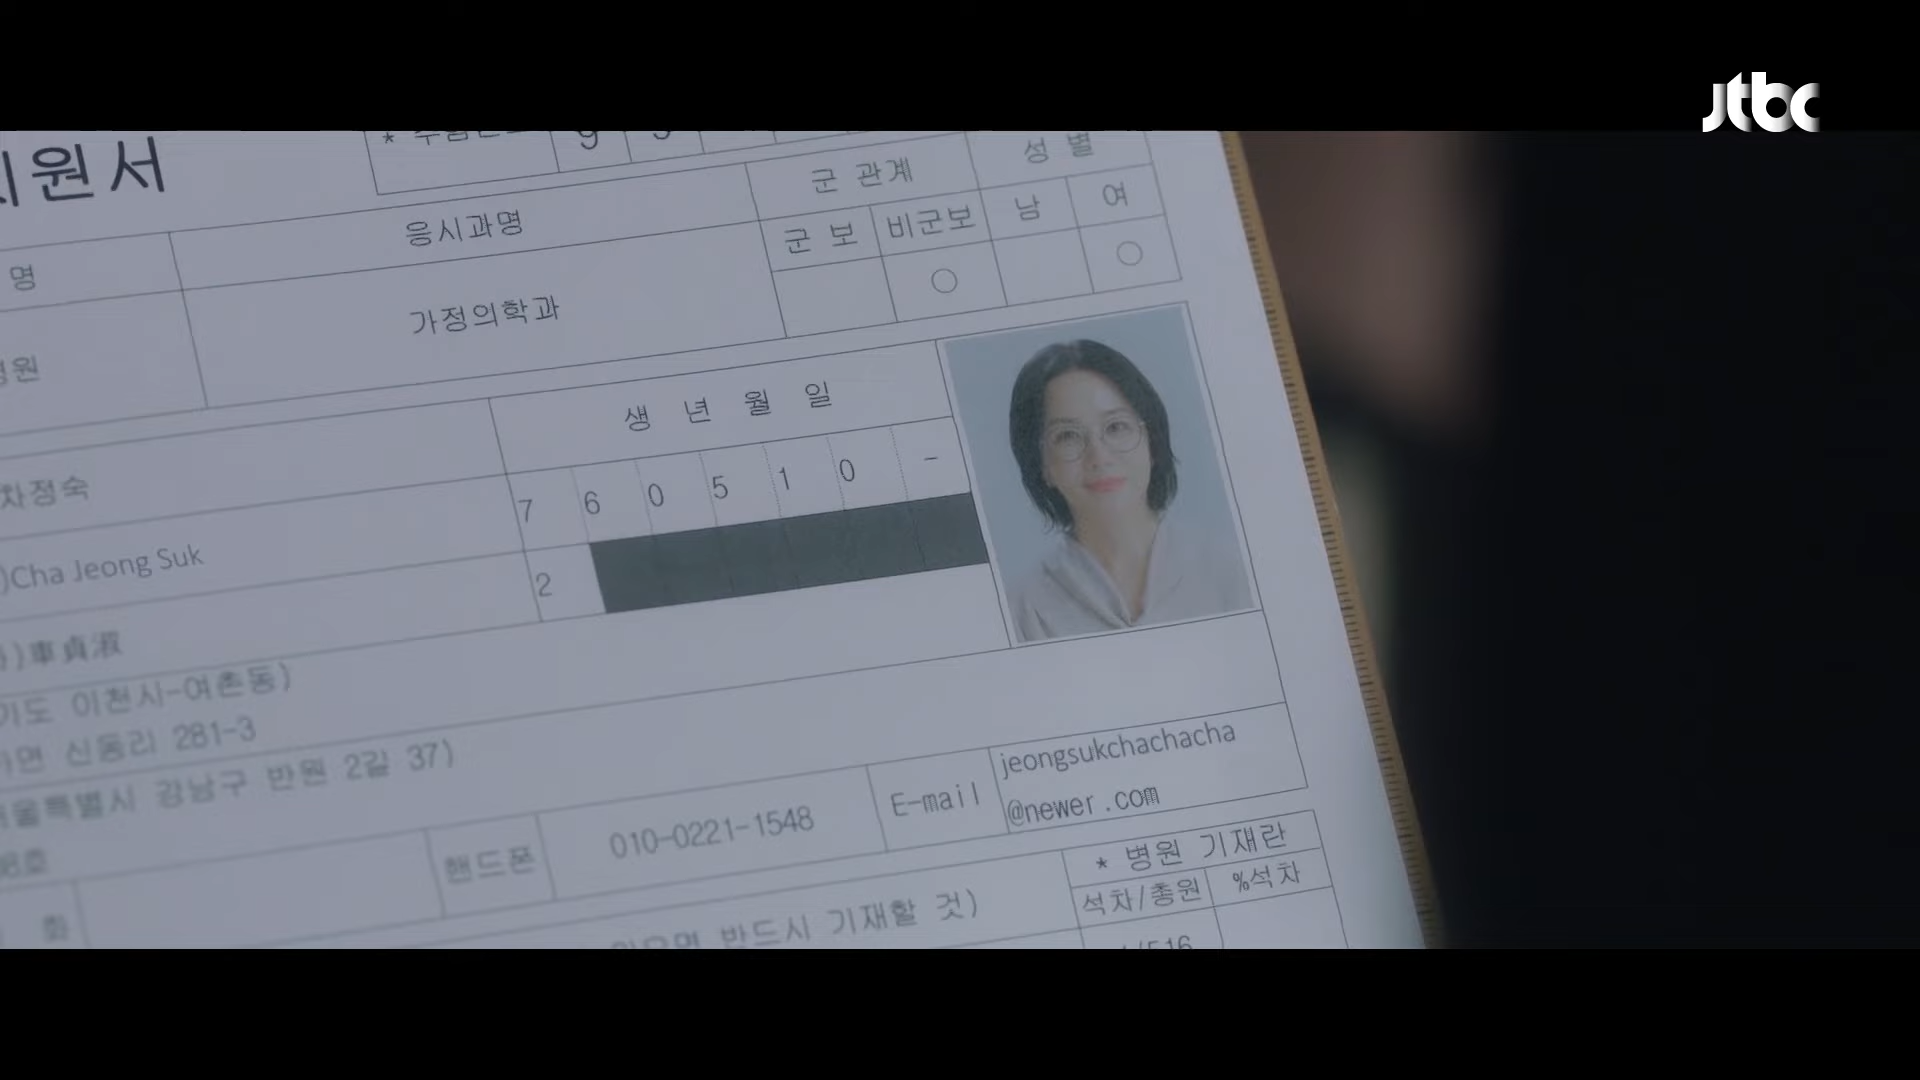 jtbc
지원서
군 관계
성 별
명
응시과명
군 보
비군보
남
여
가정의학과
○
○
생 년 월 일
차정숙
7 6 0 5 1 0 -
)Cha Jeong Suk
2
)車貞淑
이천시-여촌동)
신동리 281-3
강남구 반원 2길 37)
핸드폰
010-0221-1548
E-mail
jeongsukchachacha
@newer.com
* 병원 기재란
석차/총원
%석차
화
반드시 기재할 것)